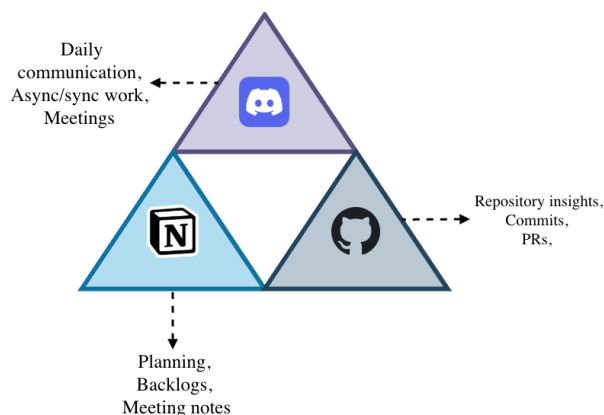 Daily
communication,
Async/sync work,
Meetings
N
Repository insights,
Commits,
PRs,
Planning,
Backlogs,
Meeting notes